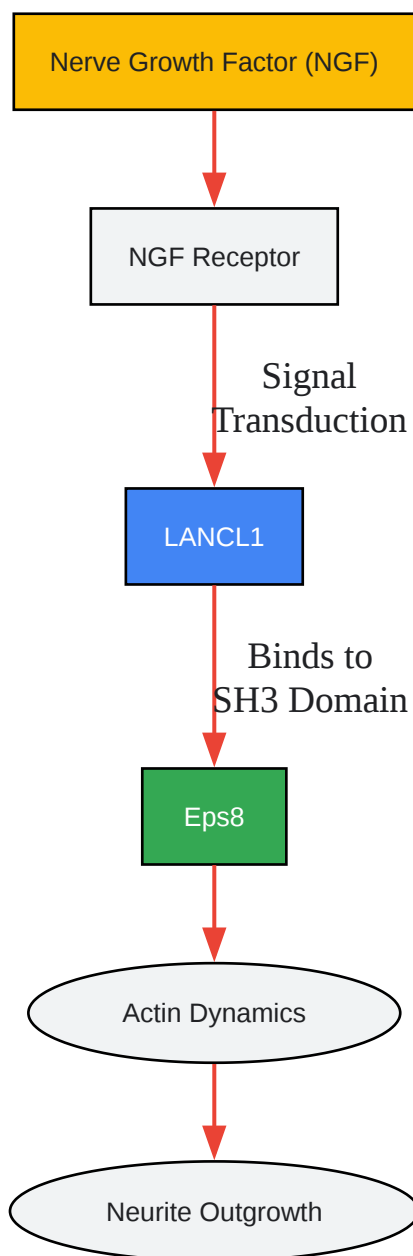 Nerve Growth Factor (NGF)
NGF Receptor
Signal
Transduction
LANCL1
Binds to
SH3 Domain
Eps8
Actin Dynamics
Neurite Outgrowth